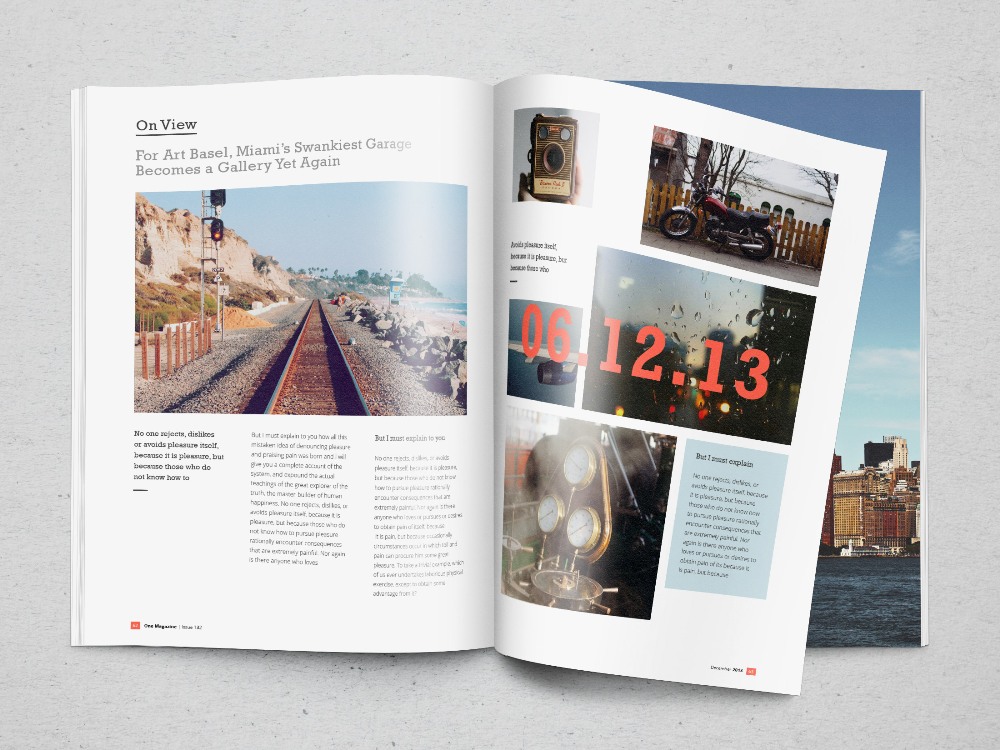 On View
For Art Basel, Miami's Swankiest Garage
Becomes a Gallery Yet Again
No one rejects, dislikes
or avoids pleasure itself,
because it is pleasure, but
because those who do
not know how to
But I must explain to you how all this
mistaken idea of denouncing pleasure
and praising pain was born and I will
give you a complete account of the
system, and expound the actual
teachings of the great explorer of the
truth, the master builder of human
happiness. No one rejects, dislikes, or
avoids pleasure itself, because it is
pleasure, but because those who do
not know how to pursue pleasure
rationally encounter consequences
that are extremely painful. Nor again
is there anyone who loves
But I must explain to you
No one rejects, dislikes, or avoids
pleasure itself, because it is pleasure,
but because those who do not know
how to pursue pleasure rationally
encounter consequences that are
extremely painful. Nor again is there
anyone who loves or pursues or desires
to obtain pain of itself, because
it is pain, but because occasionally
circumstances occur in which toil and
pain can procure him some great
pleasure. To take a trivial example, which
of us ever undertakes laborious physical
exercise, except to obtain some
advantage from it?
One Magazine | Issue
Avoids pleasure itself,
because it is pleasure, but
because those who
06.12.13
But I must explain
No one rejects, dislikes, or
avoids pleasure itself, because
it is pleasure, but because
those who do not know now
to pursue pleasure rationally
encounter consequences that
are extremely painful. Nor
again is there anyone who
loves or pursues or desires to
obtain pain of its because it
is pain, but because
December